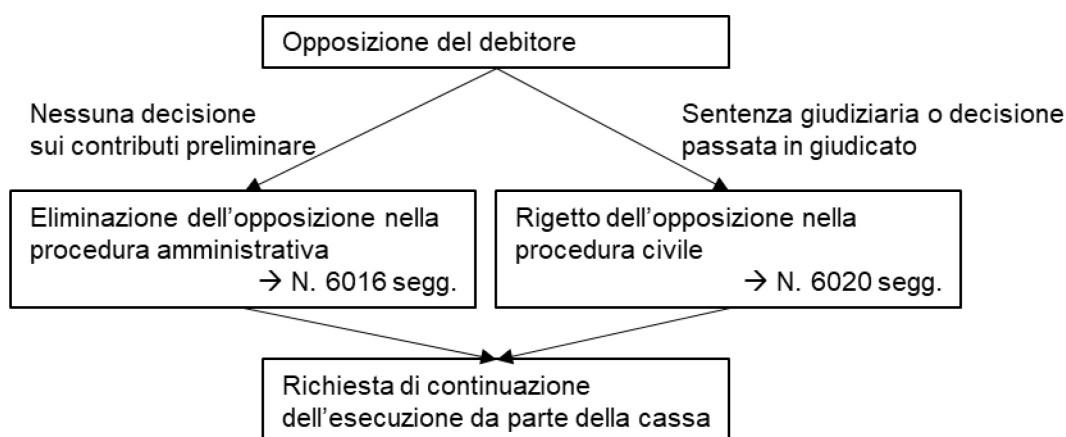 Opposizione del debitore
Nessuna decisione
sui contributi preliminare
Sentenza giudiziaria o decisione
passata in giudicato
Eliminazione dell'opposizione nella
procedura amministrativa
→ N. 6016 segg.
Rigetto dell'opposizione nella
procedura civile
→ N. 6020 segg.
Richiesta di continuazione
dell'esecuzione da parte della cassa